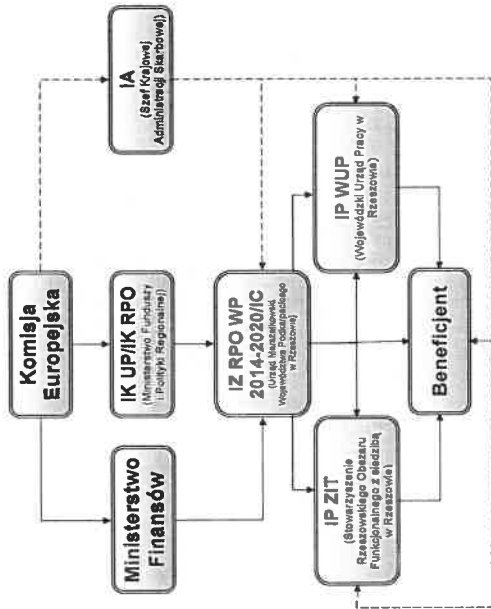 Komisja
Europejska
IA
(Szef Krajowej
Administracji Skarbowej)
Ministerstwo
Finansów
IK UP/IK RPO
(Ministerstwo Funduszy
i Polityki Regionalnej)
IZ RPO WP
2014-2020/IC
(Urząd Marszałkowski
Województwa Podkarpackiego
w Rzeszowie)
IP ZIT
(Stowarzyszenie
Rzeszowskiego Obszaru
Funkcjonalnego z siedzibą
w Rzeszowie)
IP WUP
(Wojewódzki Urząd Pracy w
Rzeszowie)
Beneficjent